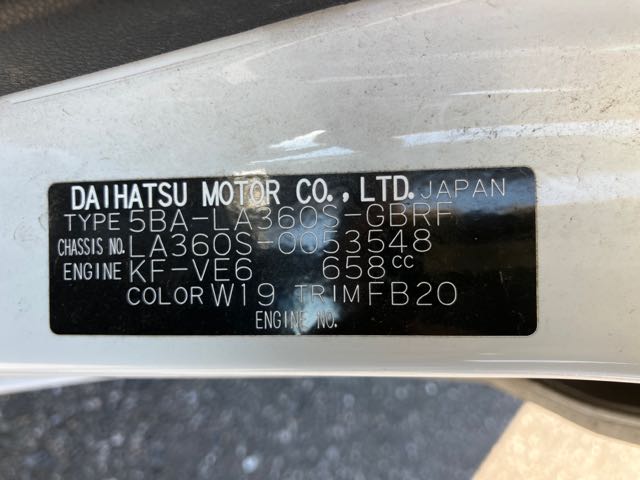 DAIHATSU MOTOR CO., LTD. JAPAN
TYPE 5BA-LA360S-GBRF
CHASSIS NO. LA360S-0053548
ENGINE KF-VE6 658cc
COLOR W19 TRIM FB20
ENGINE NO.